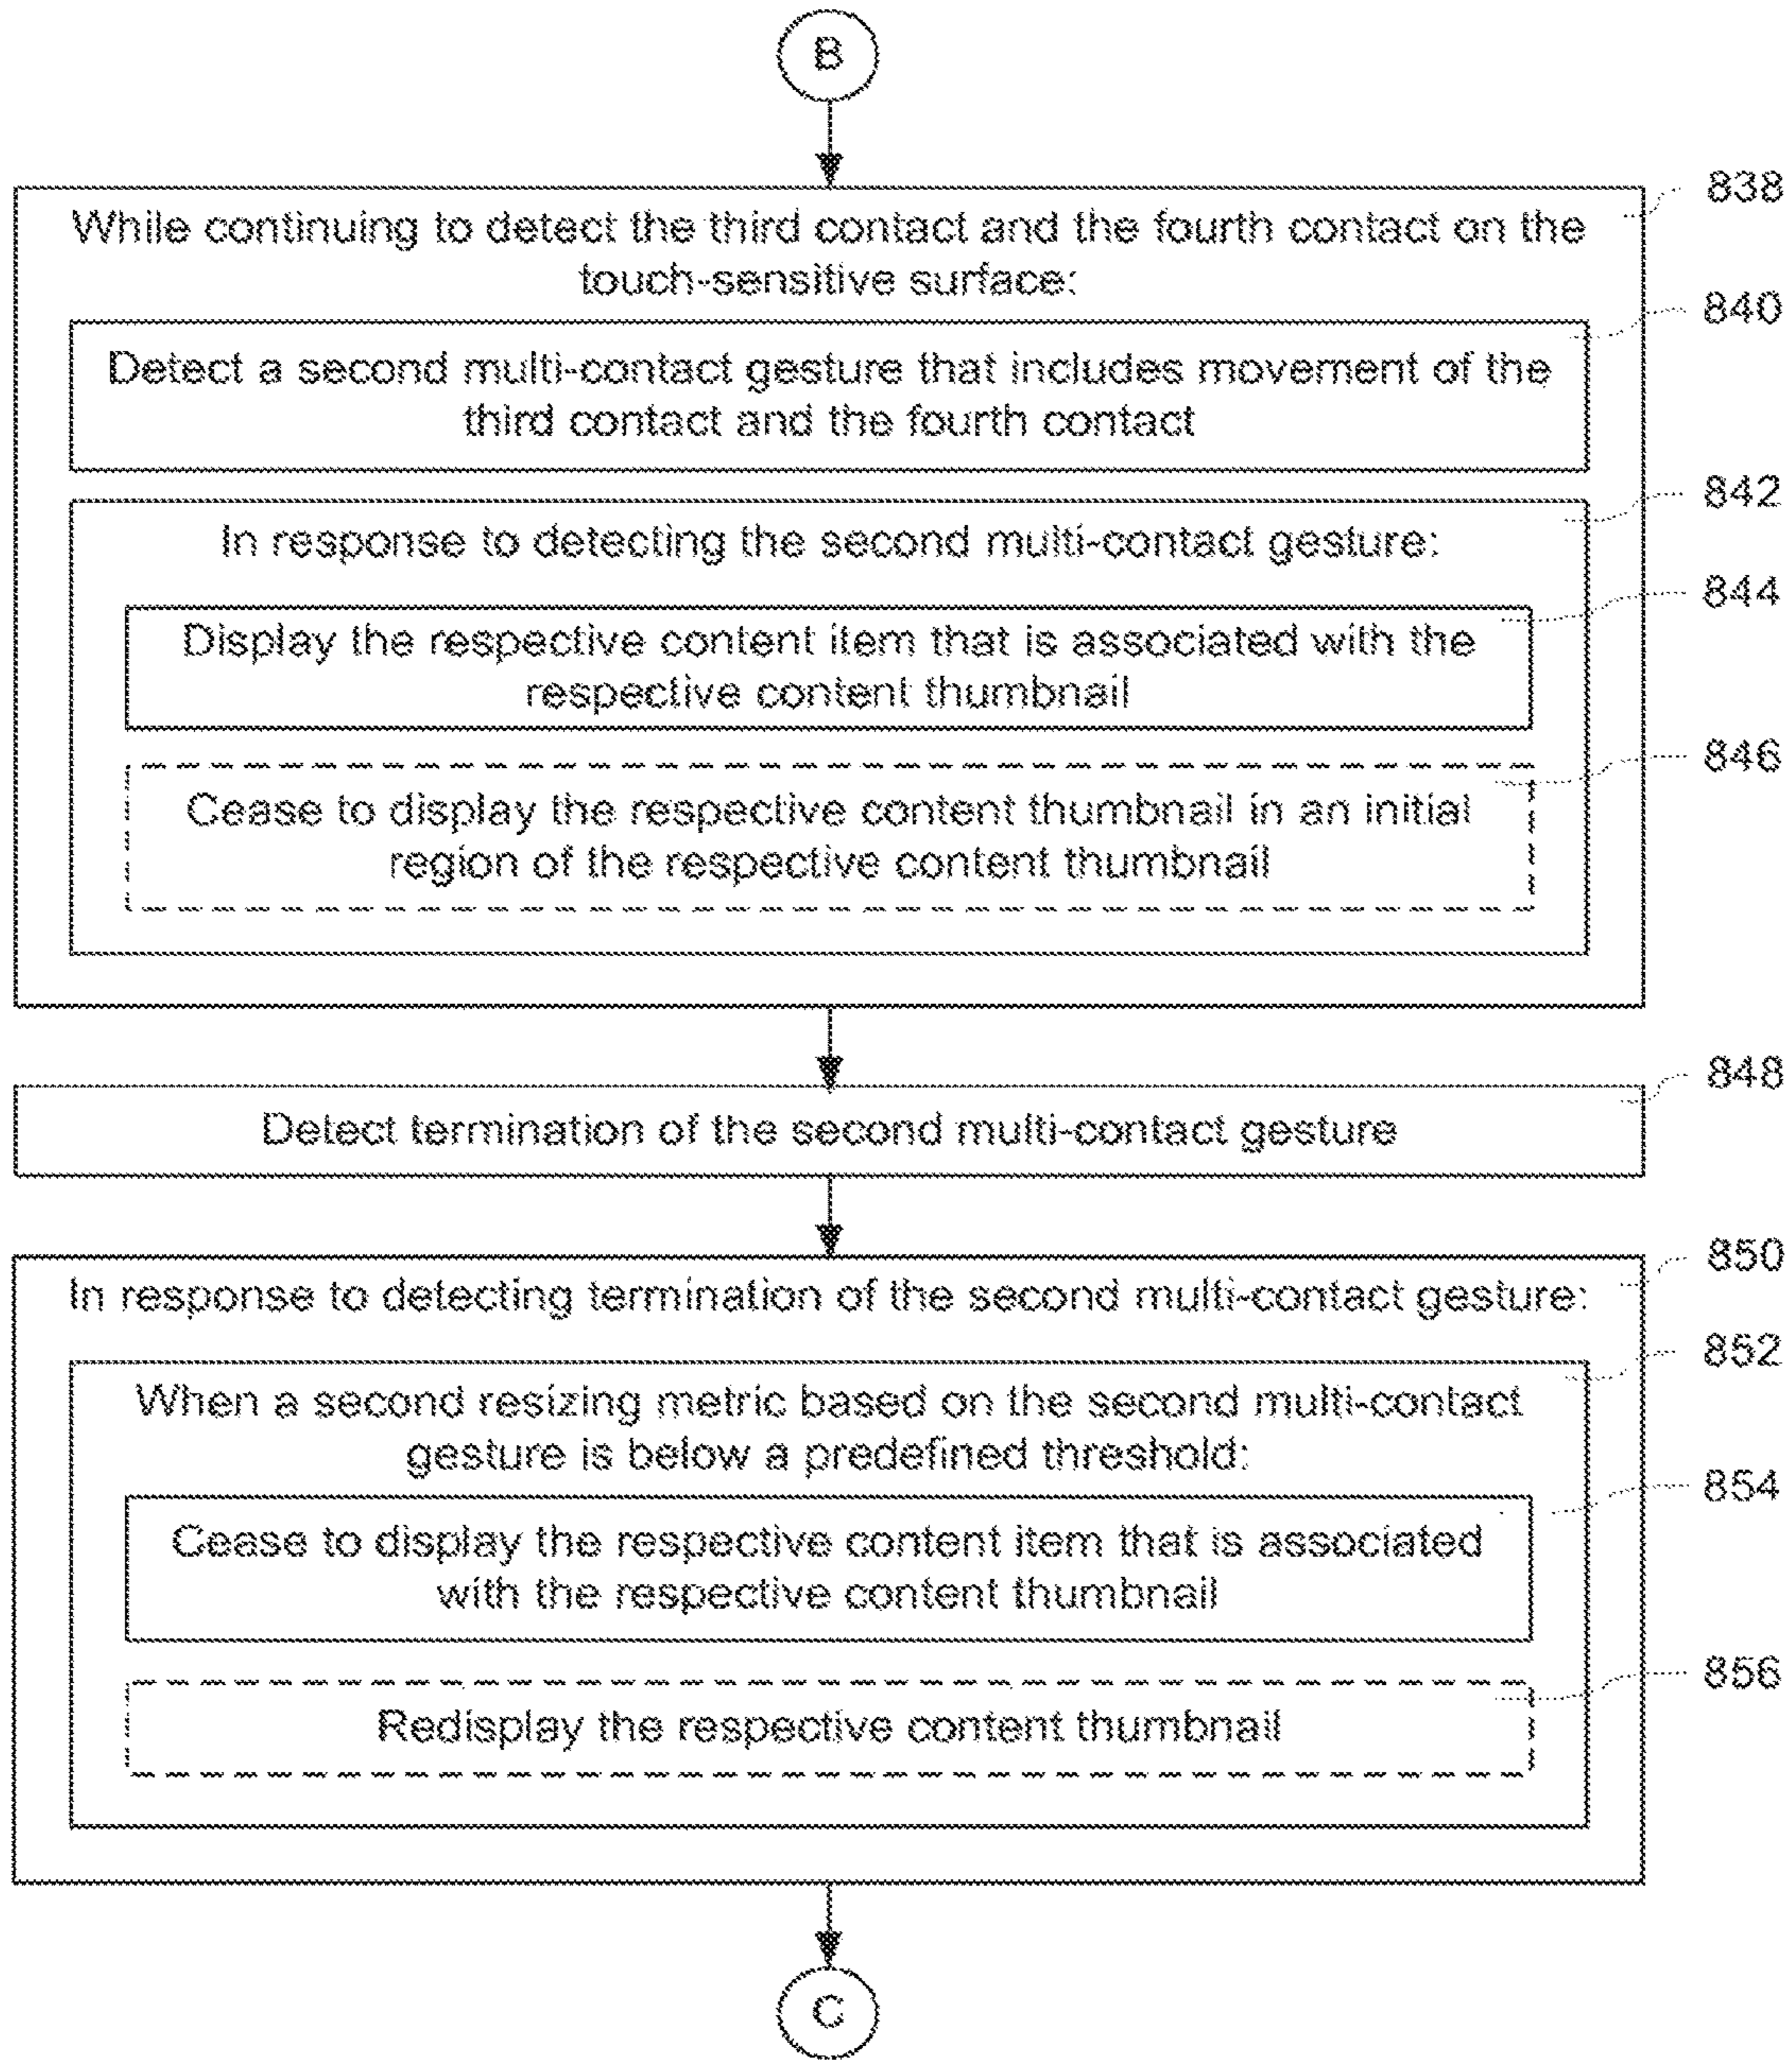 B
838
While continuing to detect the third contact and the fourth contact on the
touch-sensitive surface:
840
Detect a second multi-contact gesture that includes movement of the
third contact and the fourth contact
842
In response to detecting the second multi-contact gesture:
844
Display the respective content item that is associated with the
respective content thumbnail
846
Cease to display the respective content thumbnail in an initial
region of the respective content thumbnail
848
Detect termination of the second multi-contact gesture
850
In response to detecting termination of the second multi-contact gesture:
852
When a second resizing metric based on the second multi-contact
gesture is below a predefined threshold:
854
Cease to display the respective content item that is associated
with the respective content thumbnail
856
Redisplay the respective content thumbnail
C